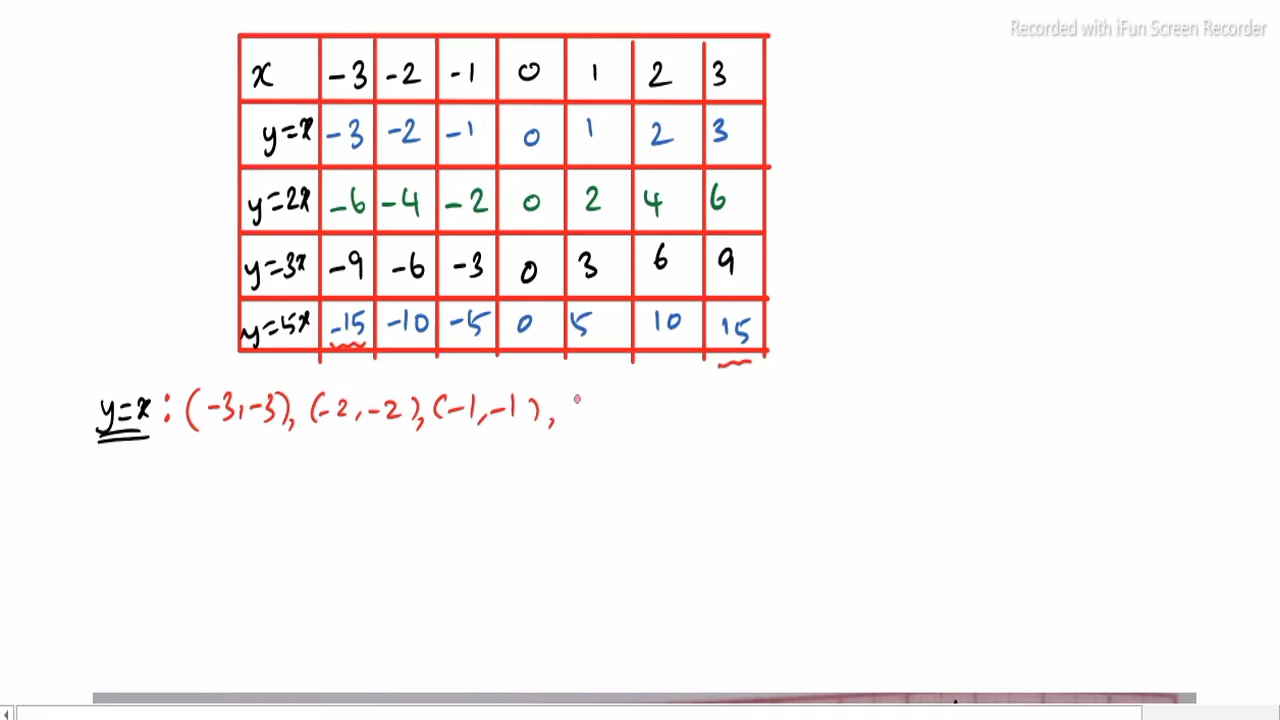 Recorded with iFun Screen Recorder
x -3 -2 -1 0 1 2 3
y=x -3 -2 -1 0 1 2 3
y=2x -6 -4 -2 0 2 4 6
y=3x -9 -6 -3 0 3 6 9
y=5x -15 -10 -5 0 5 10 15
y=x : (-3,-3), (-2,-2), (-1,-1),